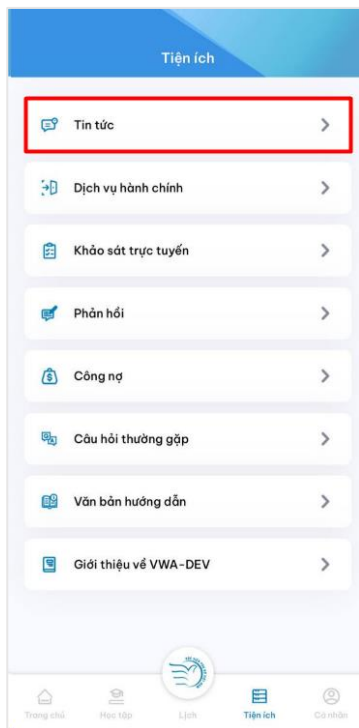 Tiện ích
Tin tức
Dịch vụ hành chính
Khảo sát trực tuyến
Phản hồi
Công nợ
Câu hỏi thường gặp
Văn bản hướng dẫn
Giới thiệu về VWA-DEV
Trang chủ
Học tập
Lịch
Tiện ích
Cá nhân